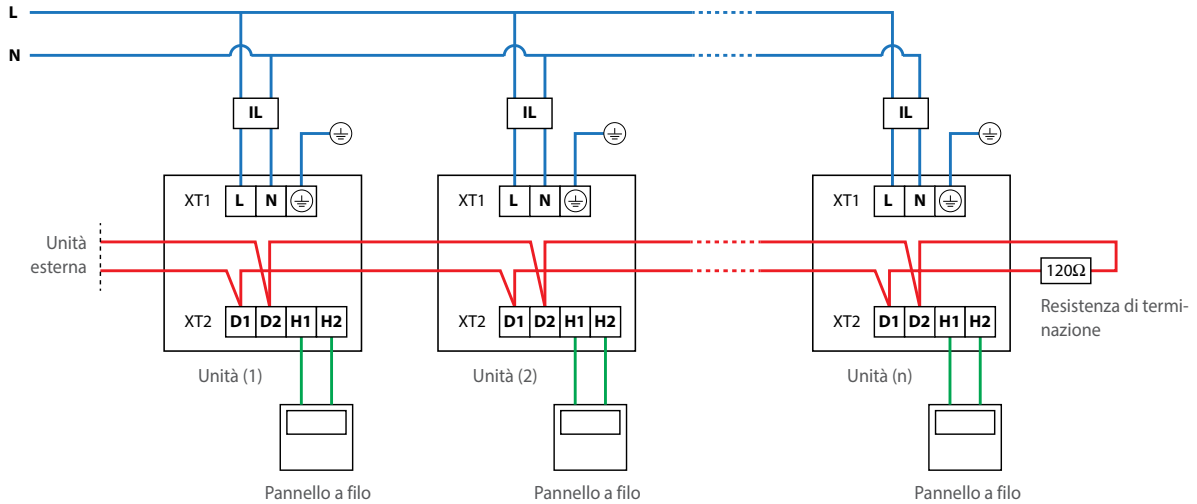 L
N
IL IL IL
XT1 L N XT1 L N XT1 L N
Unità
esterna
120Ω
Resistenza di termi-
nazione
XT2 D1 D2 H1 H2 XT2 D1 D2 H1 H2 XT2 D1 D2 H1 H2
Unità (1) Unità (2) Unità (n)
Pannello a filo Pannello a filo Pannello a filo